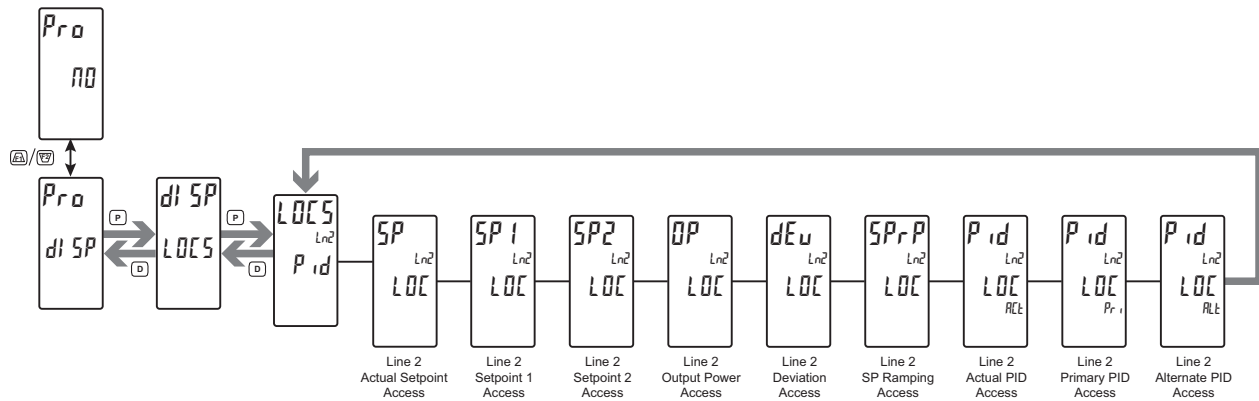 Pro
NO
Pro
dISP
P
D
dISP
LOCS
P
D
LOCS
Ln2
Pid
SP
Ln2
LOC
Line 2
Actual Setpoint
Access
SP1
Ln2
LOC
Line 2
Setpoint 1
Access
SP2
Ln2
LOC
Line 2
Setpoint 2
Access
OP
Ln2
LOC
Line 2
Output Power
Access
dEv
Ln2
LOC
Line 2
Deviation
Access
SPrP
Ln2
LOC
Line 2
SP Ramping
Access
Pid
Ln2
LOC
ACt
Line 2
Actual PID
Access
Pid
Ln2
LOC
Pri
Line 2
Primary PID
Access
Pid
Ln2
LOC
ALt
Line 2
Alternate PID
Access